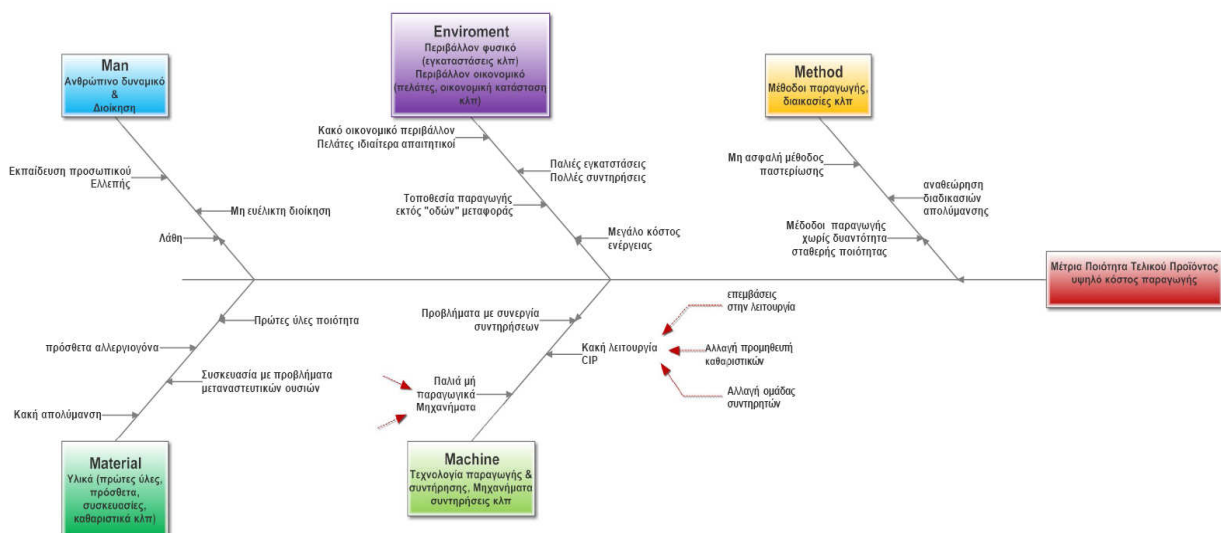 Enviroment
Περιβάλλον φυσικό
(εγκαταστάσεις κλπ)
Περιβάλλον οικονομικό
(πελάτες, οικονομική κατάσταση
κλπ)
Man
Ανθρώπινο δυναμικό
&
Διοίκηση
Method
Μέθοδοι παραγωγής,
διαικασίες κλπ
Κακό οικονομικο περιβάλλον
Πελάτες ιδιαίτερα απαιτητικοί
Παλιές εγκατστάσεις
Πολλές συντηρήσεις
Τοποθεσία παραγωγής
εκτός "οδών" μεταφοράς
Μεγάλο κόστος
ενέργειας
Εκπαίδευση προσωπικού
Ελλεπής
Μη ευέλικτη διοίκηση
Λάθη
Μη ασφαλή μέθοδος
παστερίωσης
αναθεώρηση
διαδικασιών
απολύμανσης
Μέδοδοι παραγωγής
χωρίς δυαντότητα
σταθερής ποιότητας
Μέτρια Ποιότητα Τελικού Προϊόντος
υψηλό κόστος παραγωγής
Πρώτες ύλες ποιότητα
πρόσθετα αλλεργιογόνα
Συσκευασία με προβλήματα
μεταναστευτικών ουσιών
Κακή απολύμανση
Προβλήματα με συνεργία
συντηρήσεων
Κακή λειτουργία
CIP
επεμβάσεις
στην λειτουργία
Αλλαγή προμηθευτή
καθαριστικών
Αλλαγή ομάδας
συντηρητών
Παλιά μή
παραγωγικά
Μηχανήματα
Material
Υλικά (πρώτες ύλες,
πρόσθετα,
συσκευασίες,
καθαριστικά κλπ)
Machine
Τεχνολογία παραγωγής &
συντήρησης, Μηχανήματα
συντηρήσεις κλπ